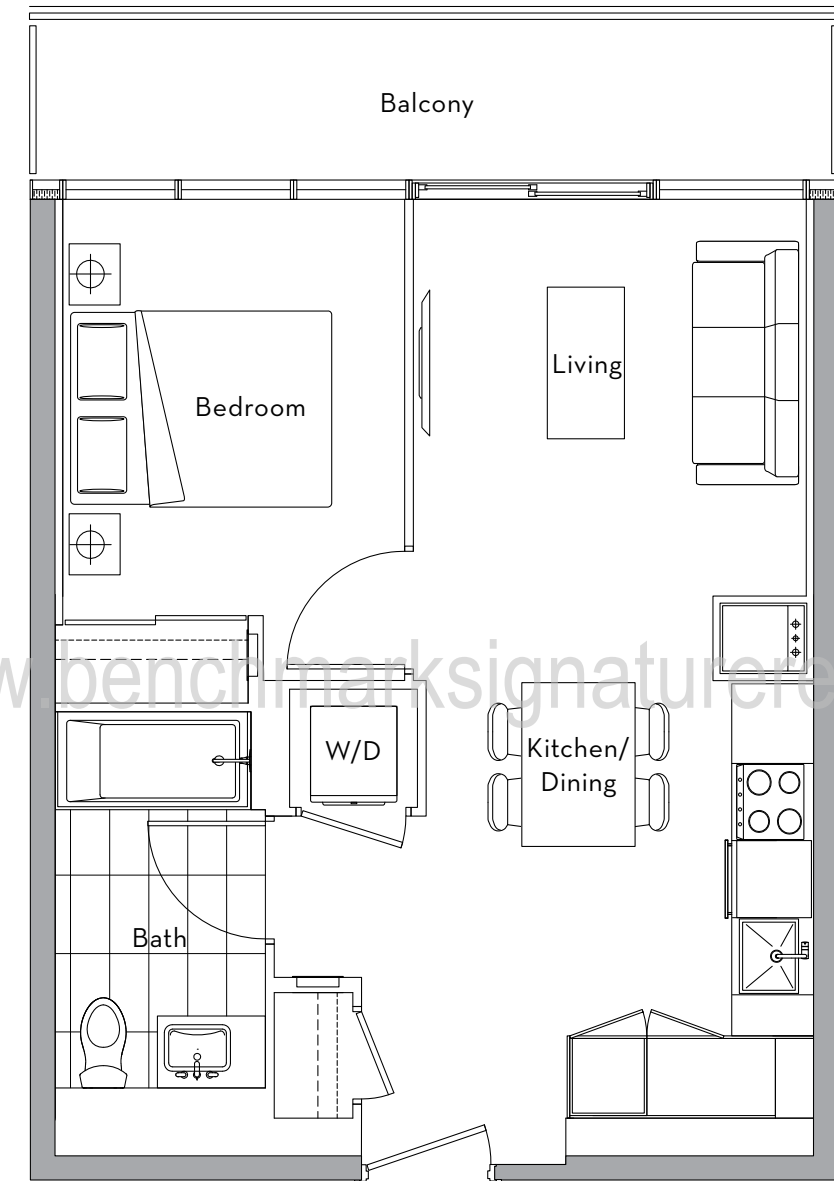 Balcony
Living
Bedroom
w.benchmarksignaturere
W/D
Kitchen/
Dining
Bath